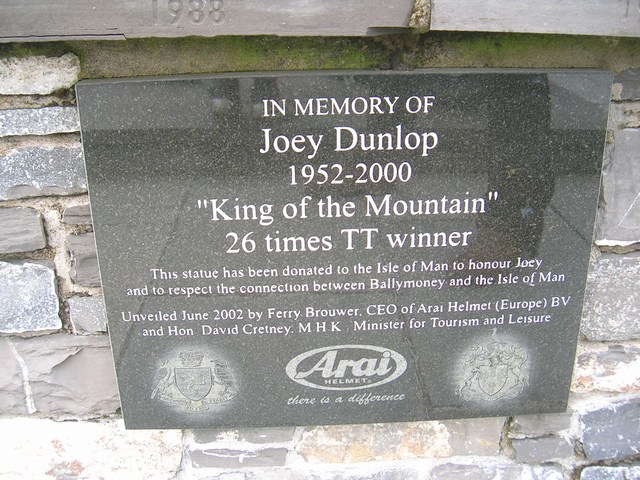 1988
IN MEMORY OF
Joey Dunlop
1952-2000
"King of the Mountain"
26 times TT winner
This statue has been donated to the Isle of Man to honour Joey
and to respect the connection between Ballymoney and the Isle of Man
Unveiled June 2002 by Ferry Brouwer, CEO of Arai Helmet (Europe) BV
and Hon David Cretney. M H K Minister for Tourism and Leisure
Arai
HELMET
there is a difference